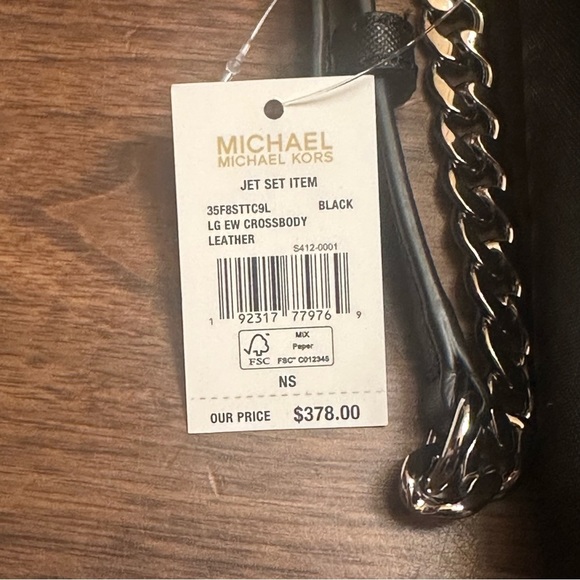 MICHAEL
MICHAEL KORS
JET SET ITEM
35F8STTC9L BLACK
LG EW CROSSBODY
LEATHER
S412-0001
1 92317 77976 9
FSC
MIX
Paper
FSC™ C012345
NS
OUR PRICE $378.00